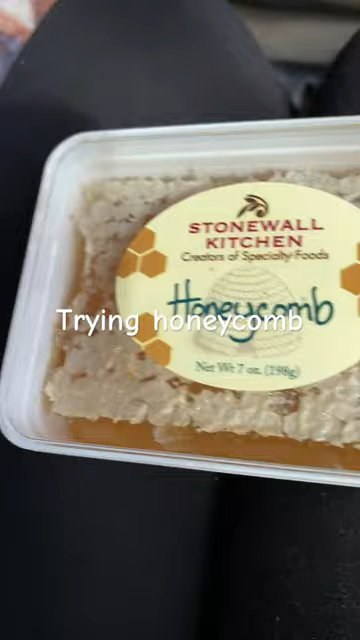 STONEWALL
KITCHEN
Creators of Specialty Foods
Honeycomb
Trying honeycomb
Net Wt 7 oz. (198g)